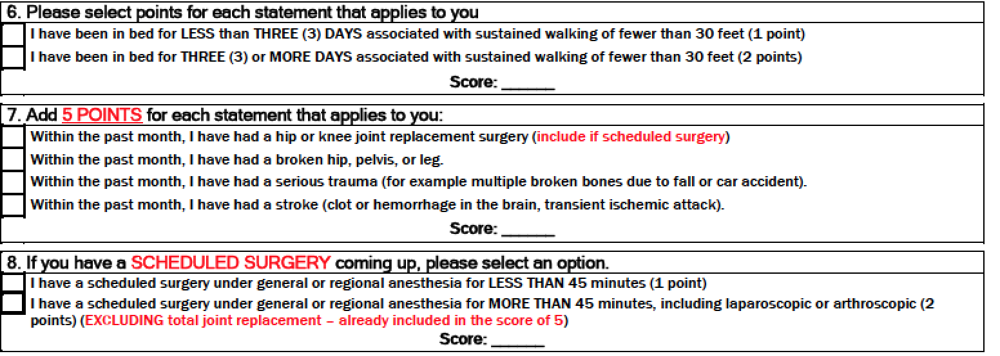 6. Please select points for each statement that applies to you
I have been in bed for LESS than THREE (3) DAYS associated with sustained walking of fewer than 30 feet (1 point)
I have been in bed for THREE (3) or MORE DAYS associated with sustained walking of fewer than 30 feet (2 points)
Score: ______
7. Add 5 POINTS for each statement that applies to you:
Within the past month, I have had a hip or knee joint replacement surgery (include if scheduled surgery)
Within the past month, I have had a broken hip, pelvis, or leg.
Within the past month, I have had a serious trauma (for example multiple broken bones due to fall or car accident).
Within the past month, I have had a stroke (clot or hemorrhage in the brain, transient ischemic attack).
Score: ______
8. If you have a SCHEDULED SURGERY coming up, please select an option.
I have a scheduled surgery under general or regional anesthesia for LESS THAN 45 minutes (1 point)
I have a scheduled surgery under general or regional anesthesia for MORE THAN 45 minutes, including laparoscopic or arthroscopic (2
points) (EXCLUDING total joint replacement – already included in the score of 5)
Score: ______